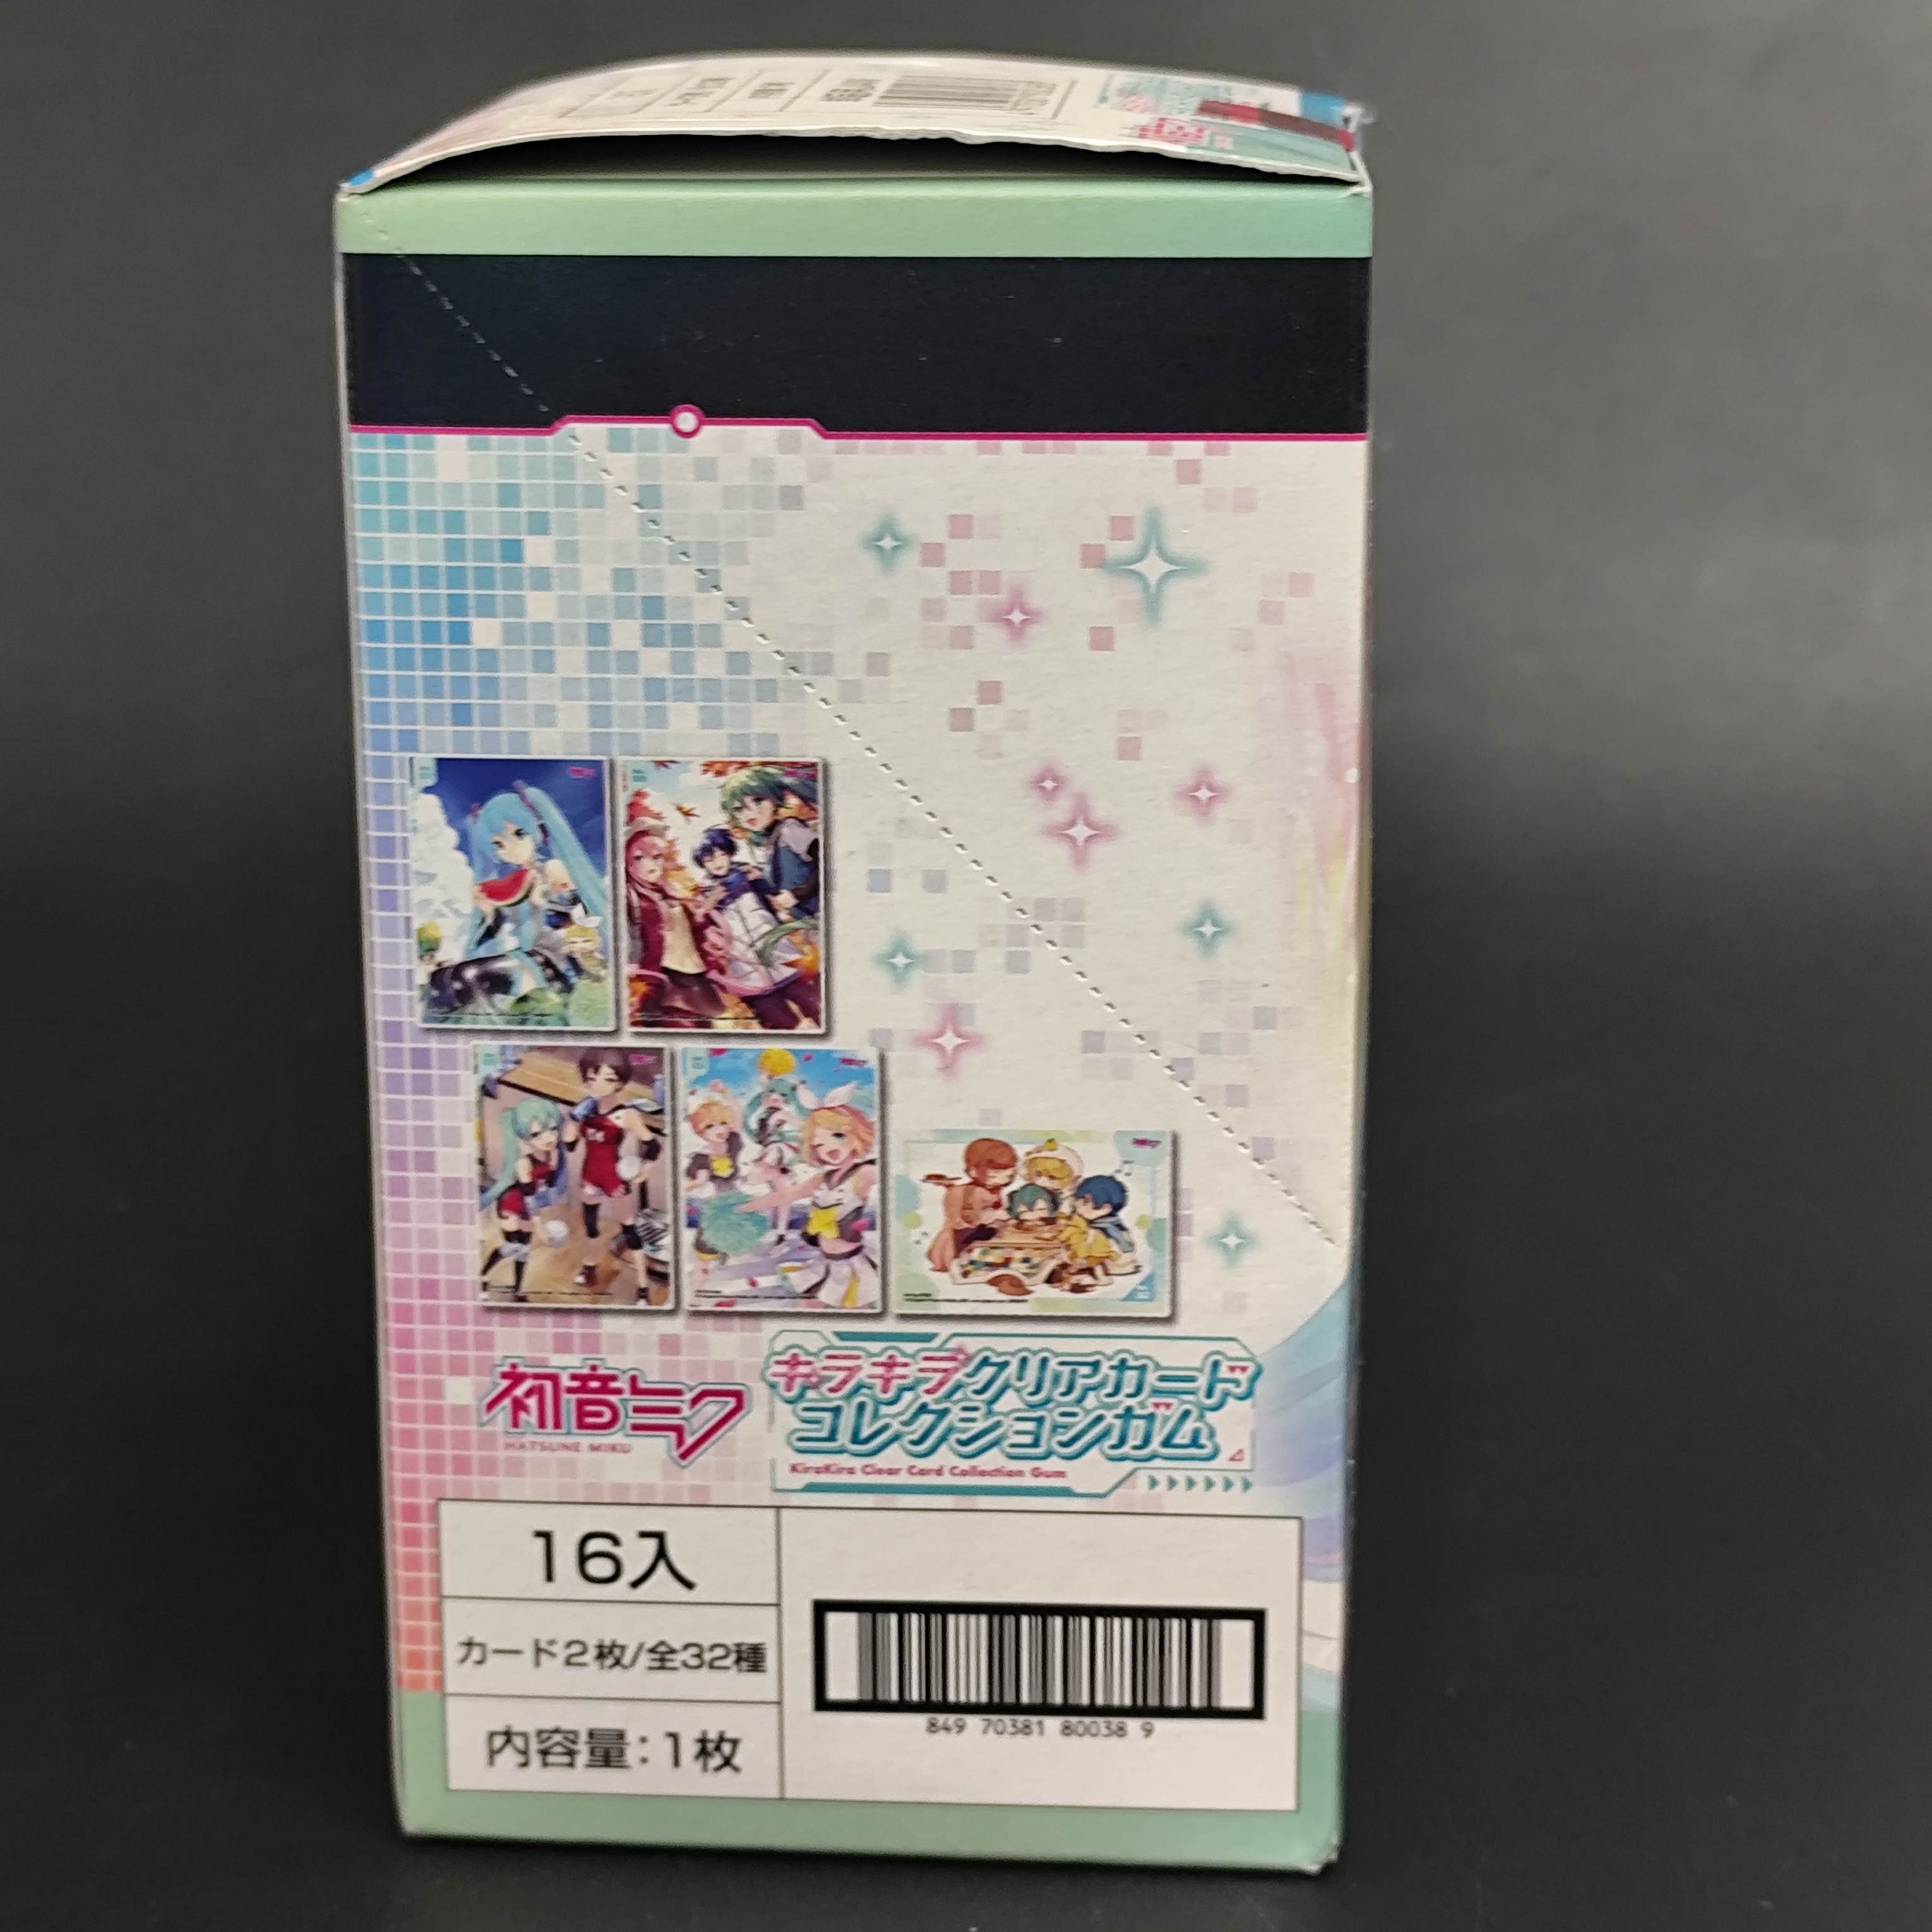 初音ミク
HATSUNE MIKU
キラキラクリアカード
コレクションガム
KiraKira Clear Card Collection Gum
16入
カード2枚/全32種
内容量:1枚
849 70381 80038 9